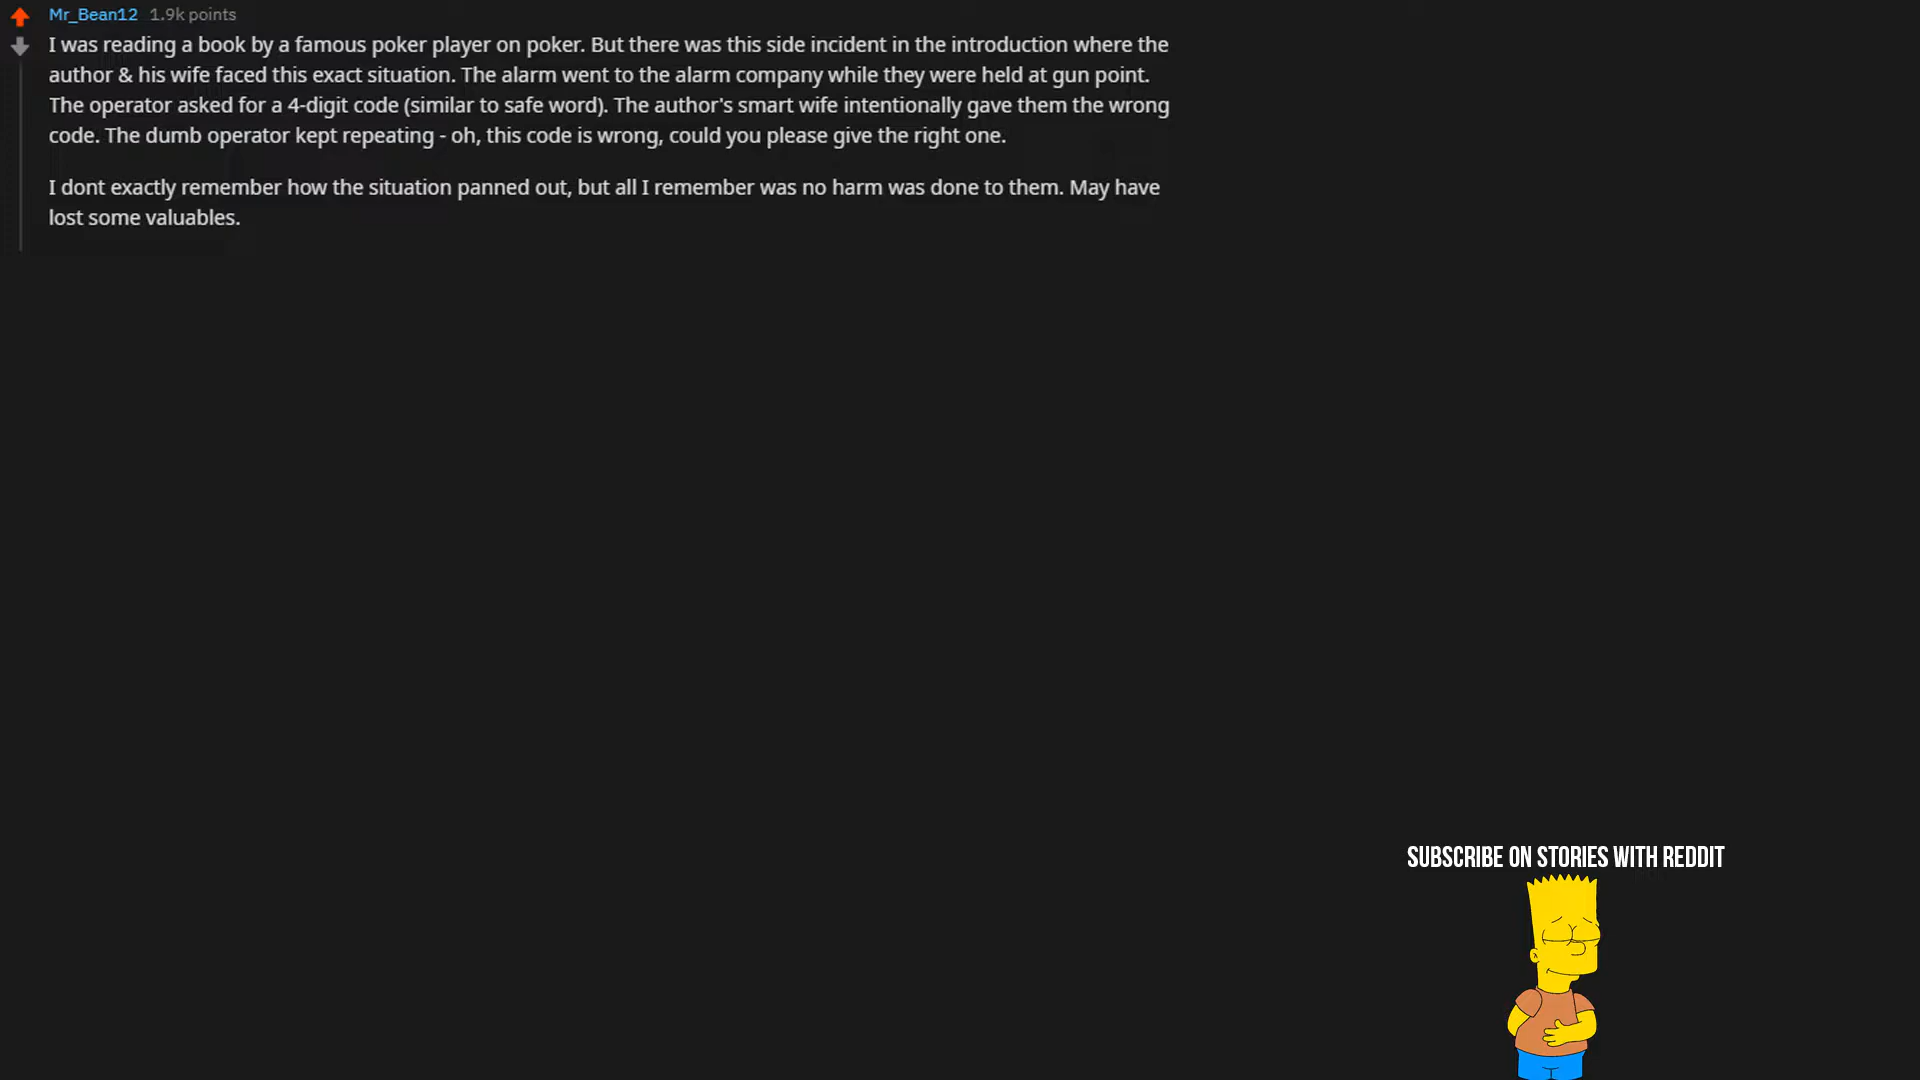 Mr_Bean12 1.9k points
I was reading a book by a famous poker player on poker. But there was this side incident in the introduction where the
author & his wife faced this exact situation. The alarm went to the alarm company while they were held at gun point.
The operator asked for a 4-digit code (similar to safe word). The author's smart wife intentionally gave them the wrong
code. The dumb operator kept repeating - oh, this code is wrong, could you please give the right one.
I dont exactly remember how the situation panned out, but all I remember was no harm was done to them. May have
lost some valuables.
SUBSCRIBE ON STORIES WITH REDDIT